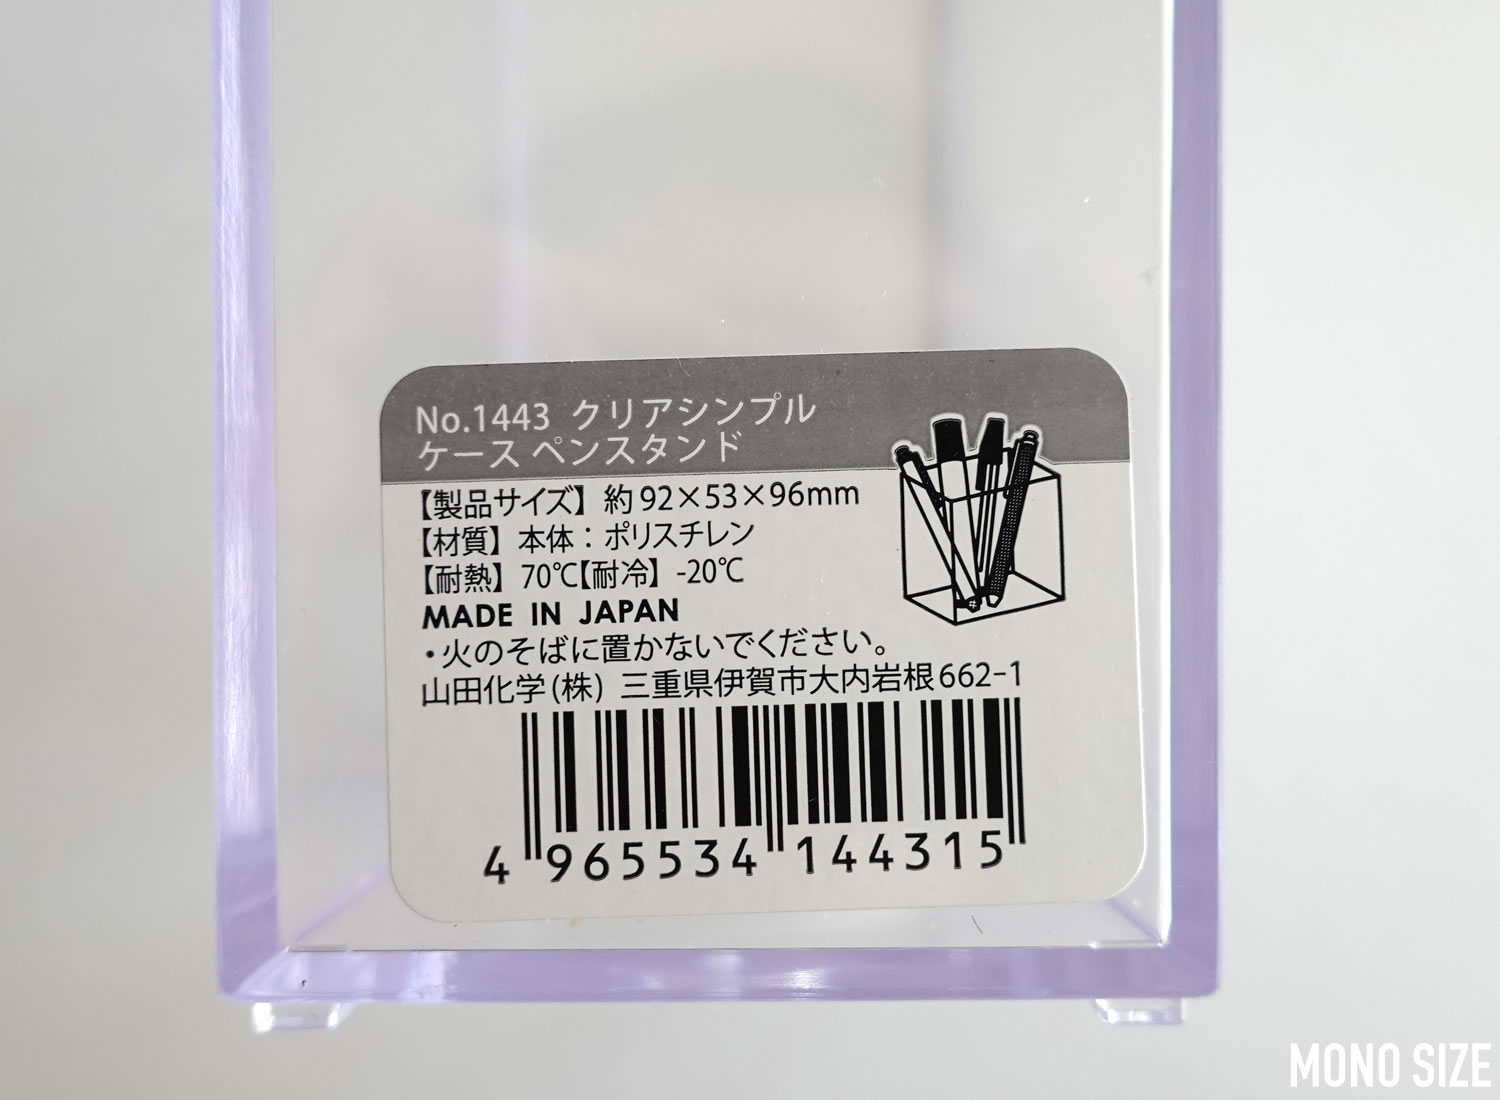 No.1443 クリアシンプル
ケース ペンスタンド
【製品サイズ】 約92×53×96mm
【材質】 本体：ポリスチレン
【耐熱】 70℃【耐冷】 -20℃
MADE IN JAPAN
・火のそばに置かないでください。
山田化学(株) 三重県伊賀市大内岩根662-1
4 965534 144315
MONO SIZE